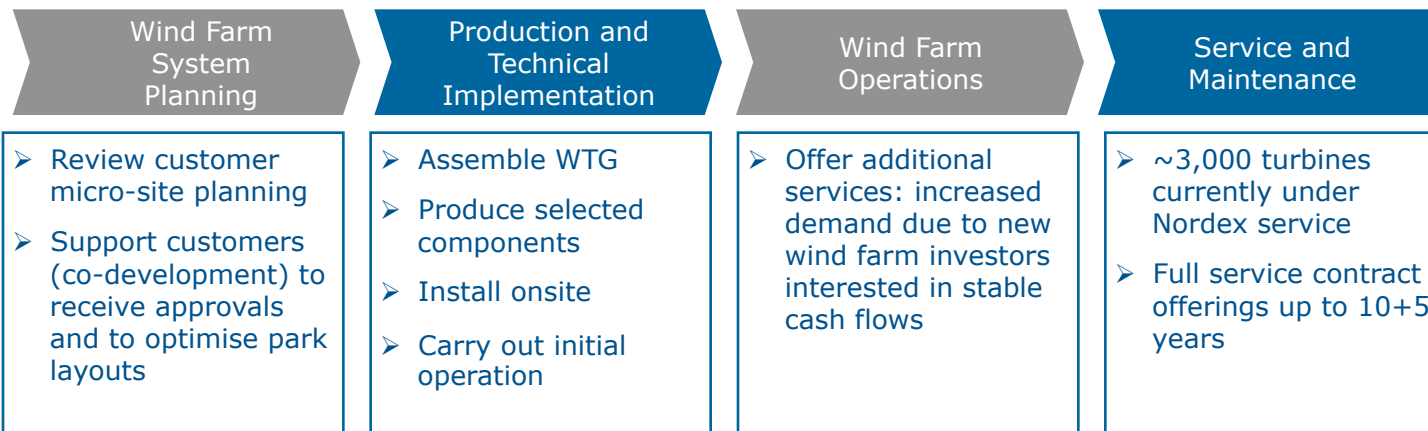 Wind Farm
System
Planning
Production and
Technical
Implementation
Wind Farm
Operations
Service and
Maintenance
➢ Review customer
micro-site planning
➢ Support customers
(co-development) to
receive approvals
and to optimise park
layouts
➢ Assemble WTG
➢ Produce selected
components
➢ Install onsite
➢ Carry out initial
operation
➢ Offer additional
services: increased
demand due to new
wind farm investors
interested in stable
cash flows
➢ ~3,000 turbines
currently under
Nordex service
➢ Full service contract
offerings up to 10+5
years